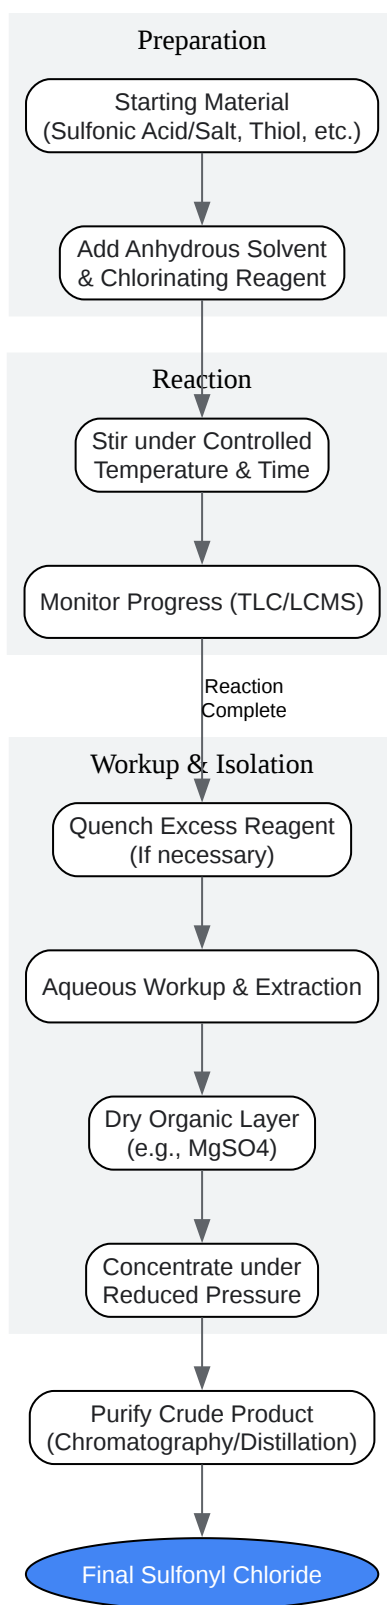 Preparation
Starting Material
(Sulfonic Acid/Salt, Thiol, etc.)
Add Anhydrous Solvent
& Chlorinating Reagent
Reaction
Stir under Controlled
Temperature & Time
Monitor Progress (TLC/LCMS)
Reaction
Complete
Workup & Isolation
Quench Excess Reagent
(If necessary)
Aqueous Workup & Extraction
Dry Organic Layer
(e.g., MgSO4)
Concentrate under
Reduced Pressure
Purify Crude Product
(Chromatography/Distillation)
Final Sulfonyl Chloride